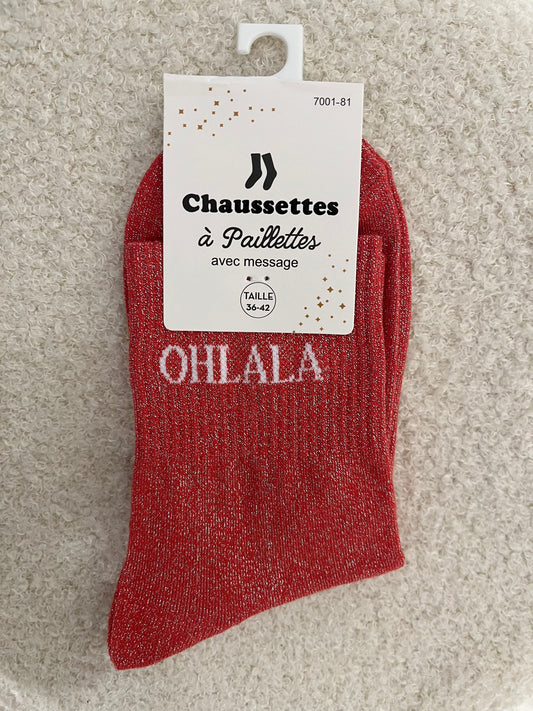 7001-81
Chaussettes
à Paillettes
avec message
TAILLE
36-42
OHLALA